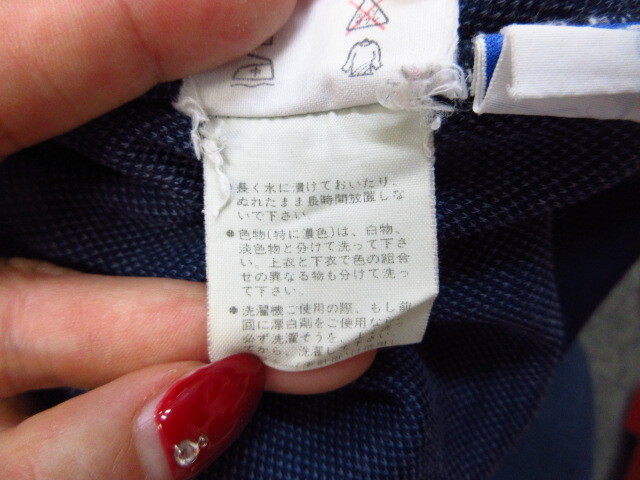 中
長く水に漬けておいたり。
ぬれたまま長時間放置しな
いで下さい。
●色物(特に濃色)は、白物、
淡色物と分けて洗って下さ
い。上衣と下衣で色の組合
せの異なる物も分けて洗っ
て下さい。
●洗濯機ご使用の際、もし前
回に漂白剤をご使用なら、
必ず洗濯そうを
てから、洗濯し